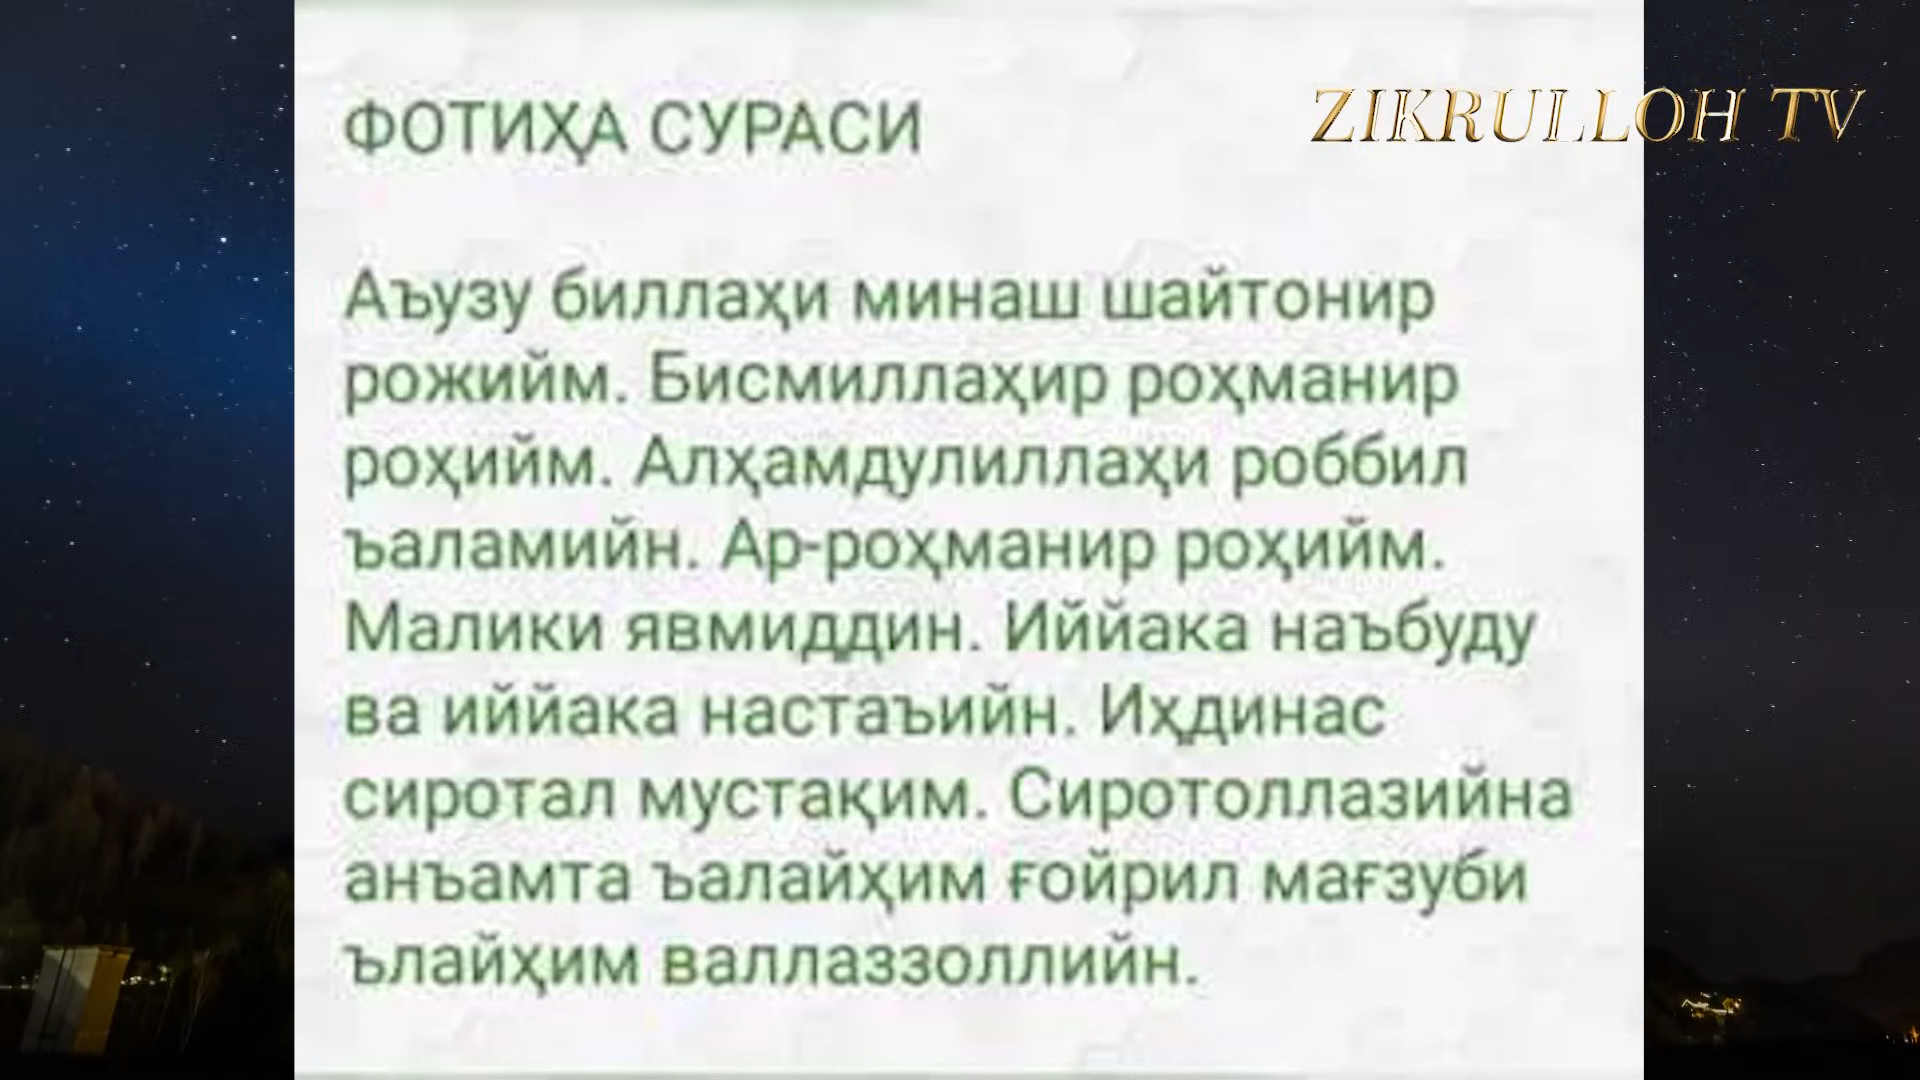 ZIKRULLOH TV
ФОТИҲА СУРАСИ
Аъузу биллаҳи минаш шайтонир
рожийм. Бисмиллаҳир роҳманир
роҳийм. Алҳамдулиллаҳи роббил
ъаламийн. Ар-роҳманир роҳийм.
Малики явмиддин. Иййака наъбуду
ва иййака настаъийн. Иҳдинас
сиротал мустақим. Сиротоллазийна
анъамта ъалайҳим ғойрил мағзуби
ълайҳим валлаззоллийн.